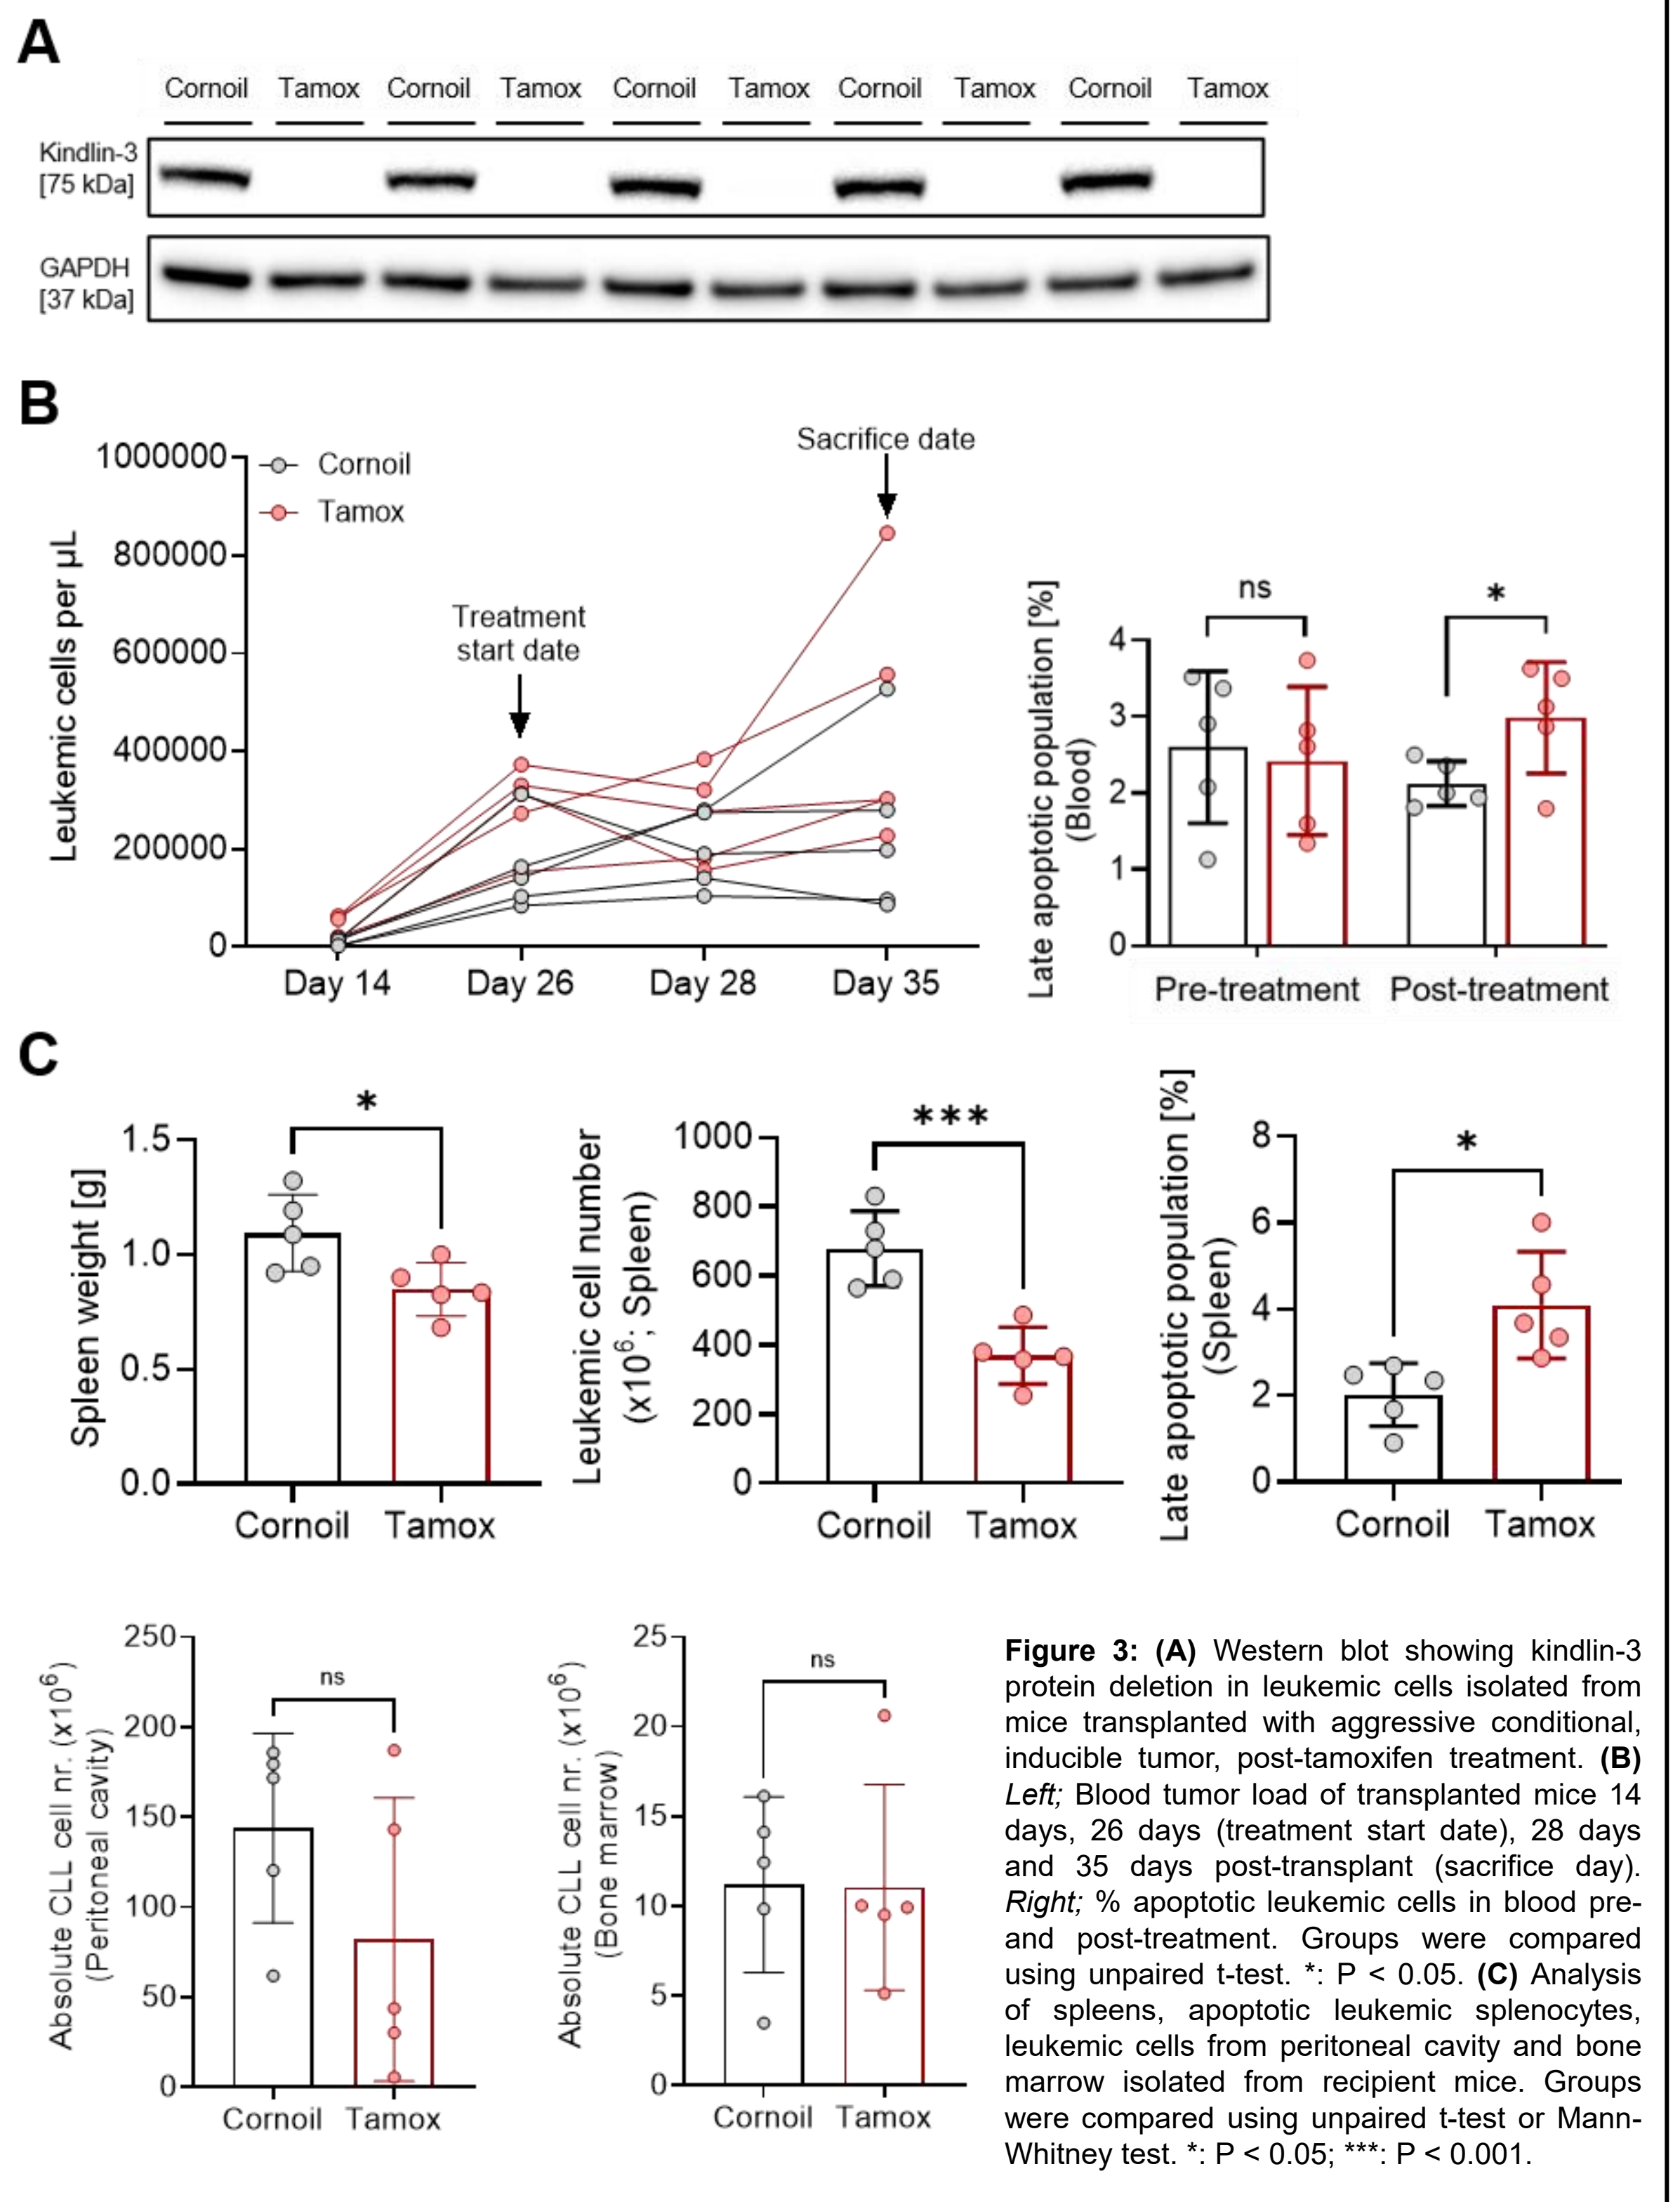 A
Cornoil Tamox Cornoil Tamox Cornoil Tamox Cornoil Tamox Cornoil Tamox
Kindlin-3
[75 kDa]
GAPDH
[37 kDa]
B
Leukemic cells per µL
1000000
800000
600000
400000
200000
0
Cornoil
Tamox
Treatment
start date
Sacrifice date
Day 14 Day 26 Day 28 Day 35
Late apoptotic population [%]
(Blood)
4
3
2
1
0
ns
*
Pre-treatment Post-treatment
C
Spleen weight [g]
1.5
1.0
0.5
0.0
*
Cornoil Tamox
Leukemic cell number
(x10⁶; Spleen)
1000
800
600
400
200
0
***
Cornoil Tamox
Late apoptotic population [%]
(Spleen)
8
6
4
2
0
*
Cornoil Tamox
Absolute CLL cell nr. (x10⁶)
(Peritoneal cavity)
250
200
150
100
50
0
ns
Cornoil Tamox
Absolute CLL cell nr. (x10⁶)
(Bone marrow)
25
20
15
10
5
0
ns
Cornoil Tamox
Figure 3: (A) Western blot showing kindlin-3
protein deletion in leukemic cells isolated from
mice transplanted with aggressive conditional,
inducible tumor, post-tamoxifen treatment. (B)
Left; Blood tumor load of transplanted mice 14
days, 26 days (treatment start date), 28 days
and 35 days post-transplant (sacrifice day).
Right; % apoptotic leukemic cells in blood pre-
and post-treatment. Groups were compared
using unpaired t-test. *: P < 0.05. (C) Analysis
of spleens, apoptotic leukemic splenocytes,
leukemic cells from peritoneal cavity and bone
marrow isolated from recipient mice. Groups
were compared using unpaired t-test or Mann-
Whitney test. *: P < 0.05; ***: P < 0.001.